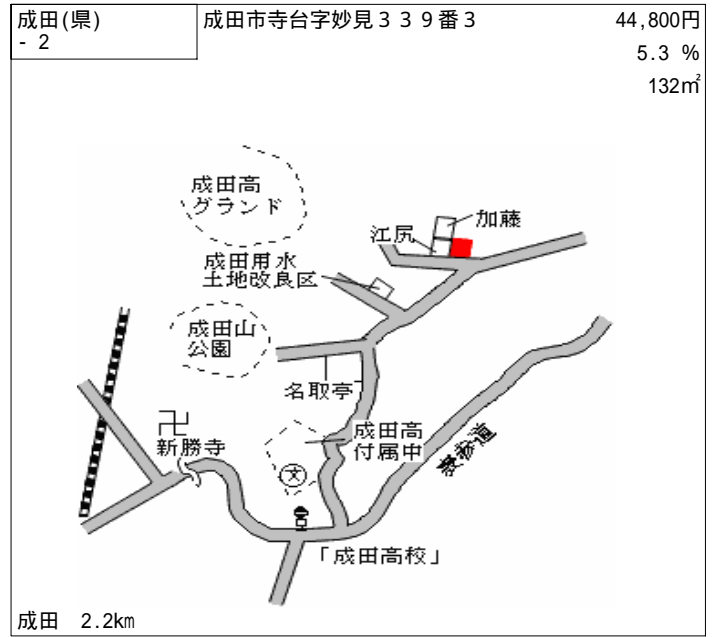 成田(県)
- 2
成田市寺台字妙見３３９番３
44,800円
5.3 %
132㎡
成田高
グランド
加藤
江尻
成田用水
土地改良区
成田山
公園
名取亭
卍
新勝寺
成田高
付属中
文
裏参道
「成田高校」
成田 2.2km